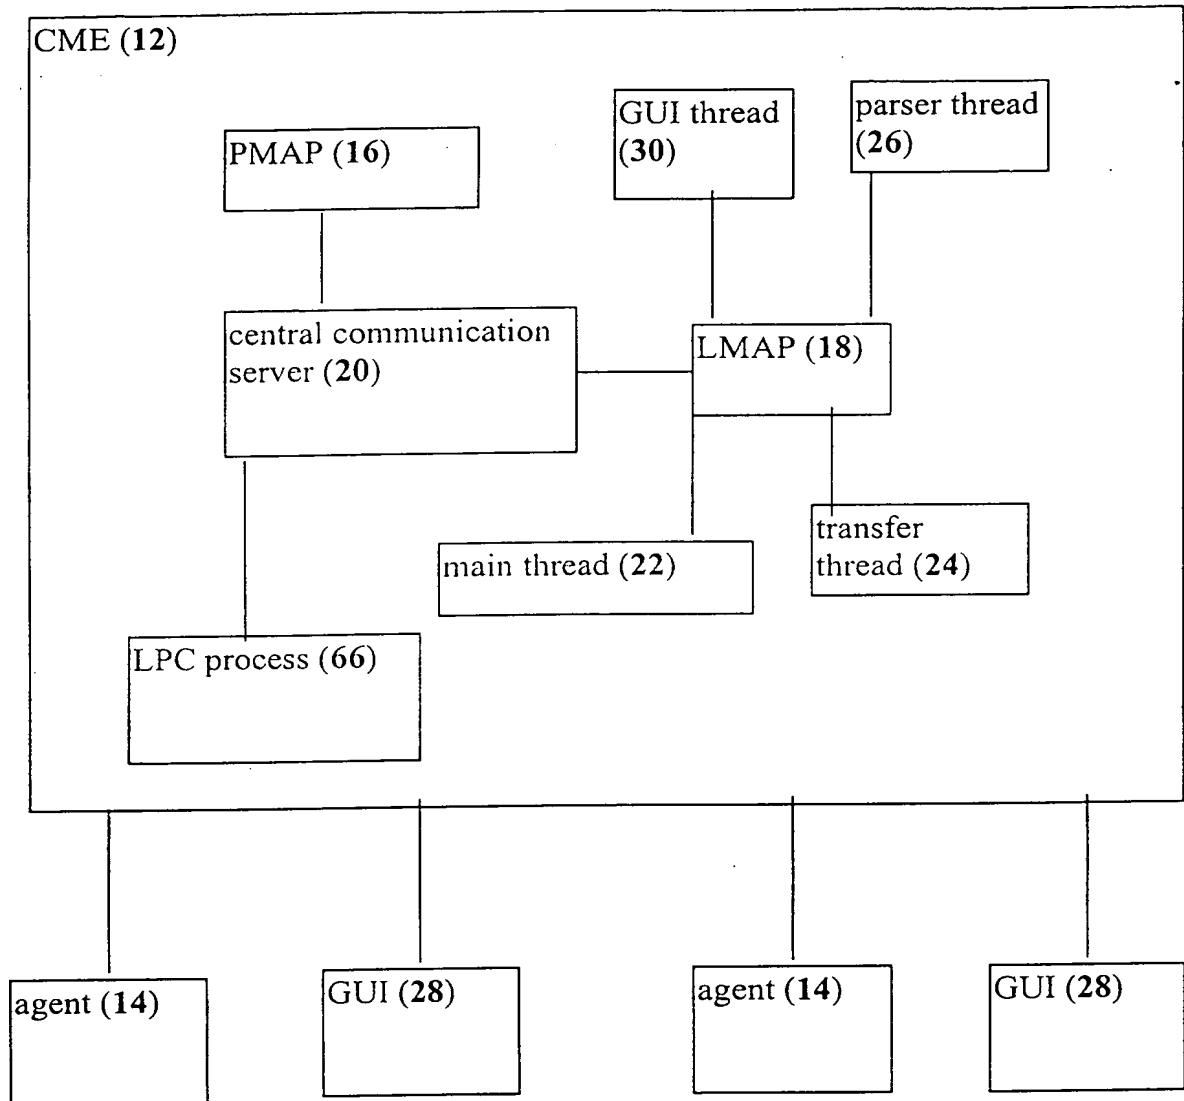 CME (12)
PMAP (16)
GUI thread
(30)
parser thread
(26)
central communication
server (20)
LMAP (18)
main thread (22)
transfer
thread (24)
LPC process (66)
agent (14)
GUI (28)
agent (14)
GUI (28)